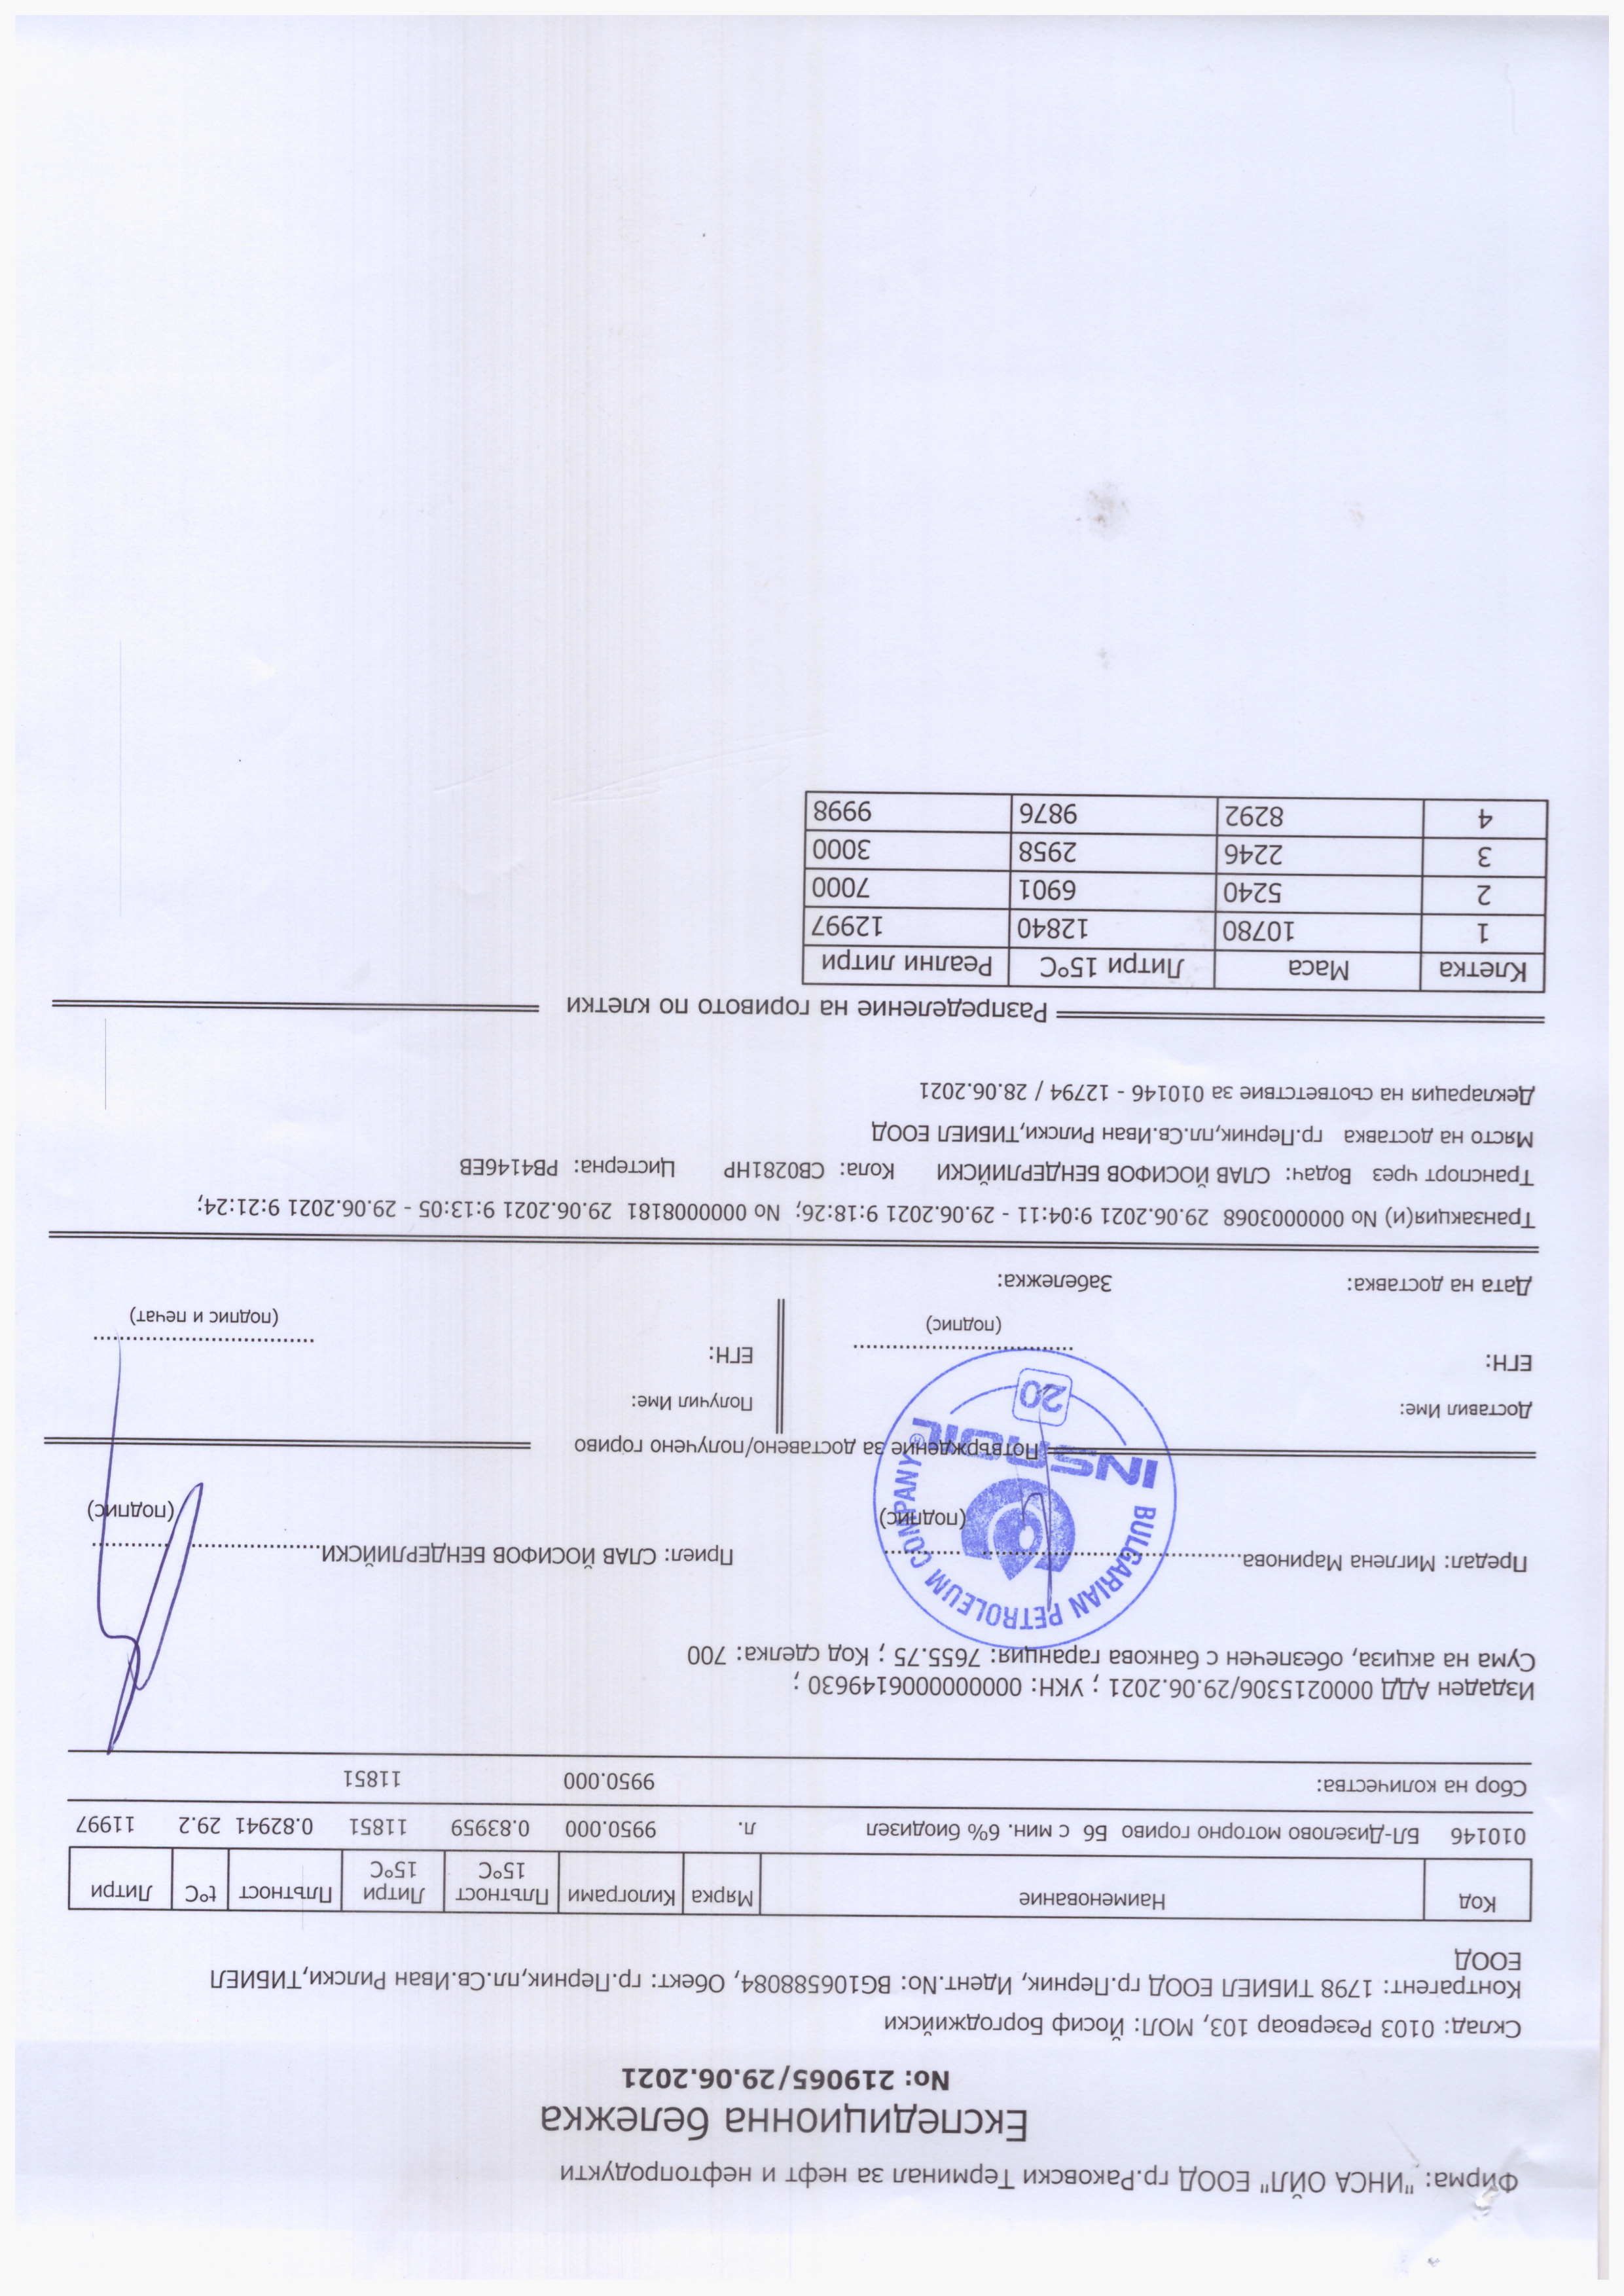 Фирма: "ИНСА ОЙЛ" ЕООД гр.Раковски Терминал за нефт и нефтопродукти
Експедиционна бележка
No: 219065/29.06.2021
Склад: 0103 Резервоар 103, МОЛ: Йосиф Боргоджийски
Контрагент: 1798 ТИБИЕЛ ЕООД гр.Перник, Идент.No: BG106588084, Обект: гр.Перник,пл.Св.Иван Рилски,ТИБИЕЛ
ЕООД
Код Наименование Мярка Килограми Плътност 15°C Литри 15°C Плътност t°C Литри
010146 БЛ-Дизелово моторно гориво Б6 с мин. 6% биодизел л. 9950.000 0.83959 11851 0.82941 29.2 11997
Сбор на количества: 9950.000 11851
Издаден АДД 0000215306/29.06.2021 ; УКН: 00000000006149630 ;
Сума на акциза, обезпечен с банкова гаранция: 7655.75 ; Код сделка: 700
Предал: Миглена Маринова Приел: СЛАВ ЙОСИФОВ БЕНДЕРЛИЙСКИ
(подпис) (подпис)
BULGARIAN PETROLEUM COMPANY
INSAOIL®
20
Потвърждение за доставено/получено гориво
Доставил Име: Получил Име:
ЕГН: ЕГН:
(подпис) (подпис и печат)
Дата на доставка: Забележка:
Транзакция(и) No 0000003068 29.06.2021 9:04:11 - 29.06.2021 9:18:26; No 0000008181 29.06.2021 9:13:05 - 29.06.2021 9:21:24;
Транспорт чрез Водач: СЛАВ ЙОСИФОВ БЕНДЕРЛИЙСКИ Кола: СВ0281НР Цистерна: РВ4146ЕВ
Място на доставка гр.Перник,пл.Св.Иван Рилски,ТИБИЕЛ ЕООД
Декларация на сьответствие за 010146 - 12794 / 28.06.2021
Разпределение на горивото по клетки
Клетка Маса Литри 15°C Реални литри
1 10780 12840 12997
2 5240 6901 7000
3 2246 2958 3000
4 8292 9876 9998